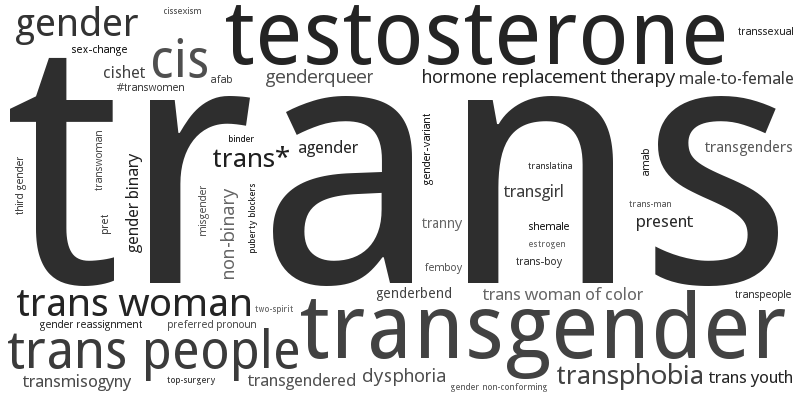 cissexism
gender
testosterone
transsexual
sex-change
cis
cishet
afab
genderqueer
hormone replacement therapy
male-to-female
#transwomen
trans
binder
trans*
agender
gender-variant
transgenders
third gender
transwoman
gender binary
misgender
non-binary
puberty blockers
translatina
amab
transgirl
trans-man
pret
tranny
shemale
present
estrogen
trans-boy
femboy
trans woman
two-spirit
genderbend
trans woman of color
transpeople
gender reassignment
preferred pronoun
transgender
trans people
transmisogyny
top-surgery
transgendered
dysphoria
gender non-conforming
transphobia
trans youth